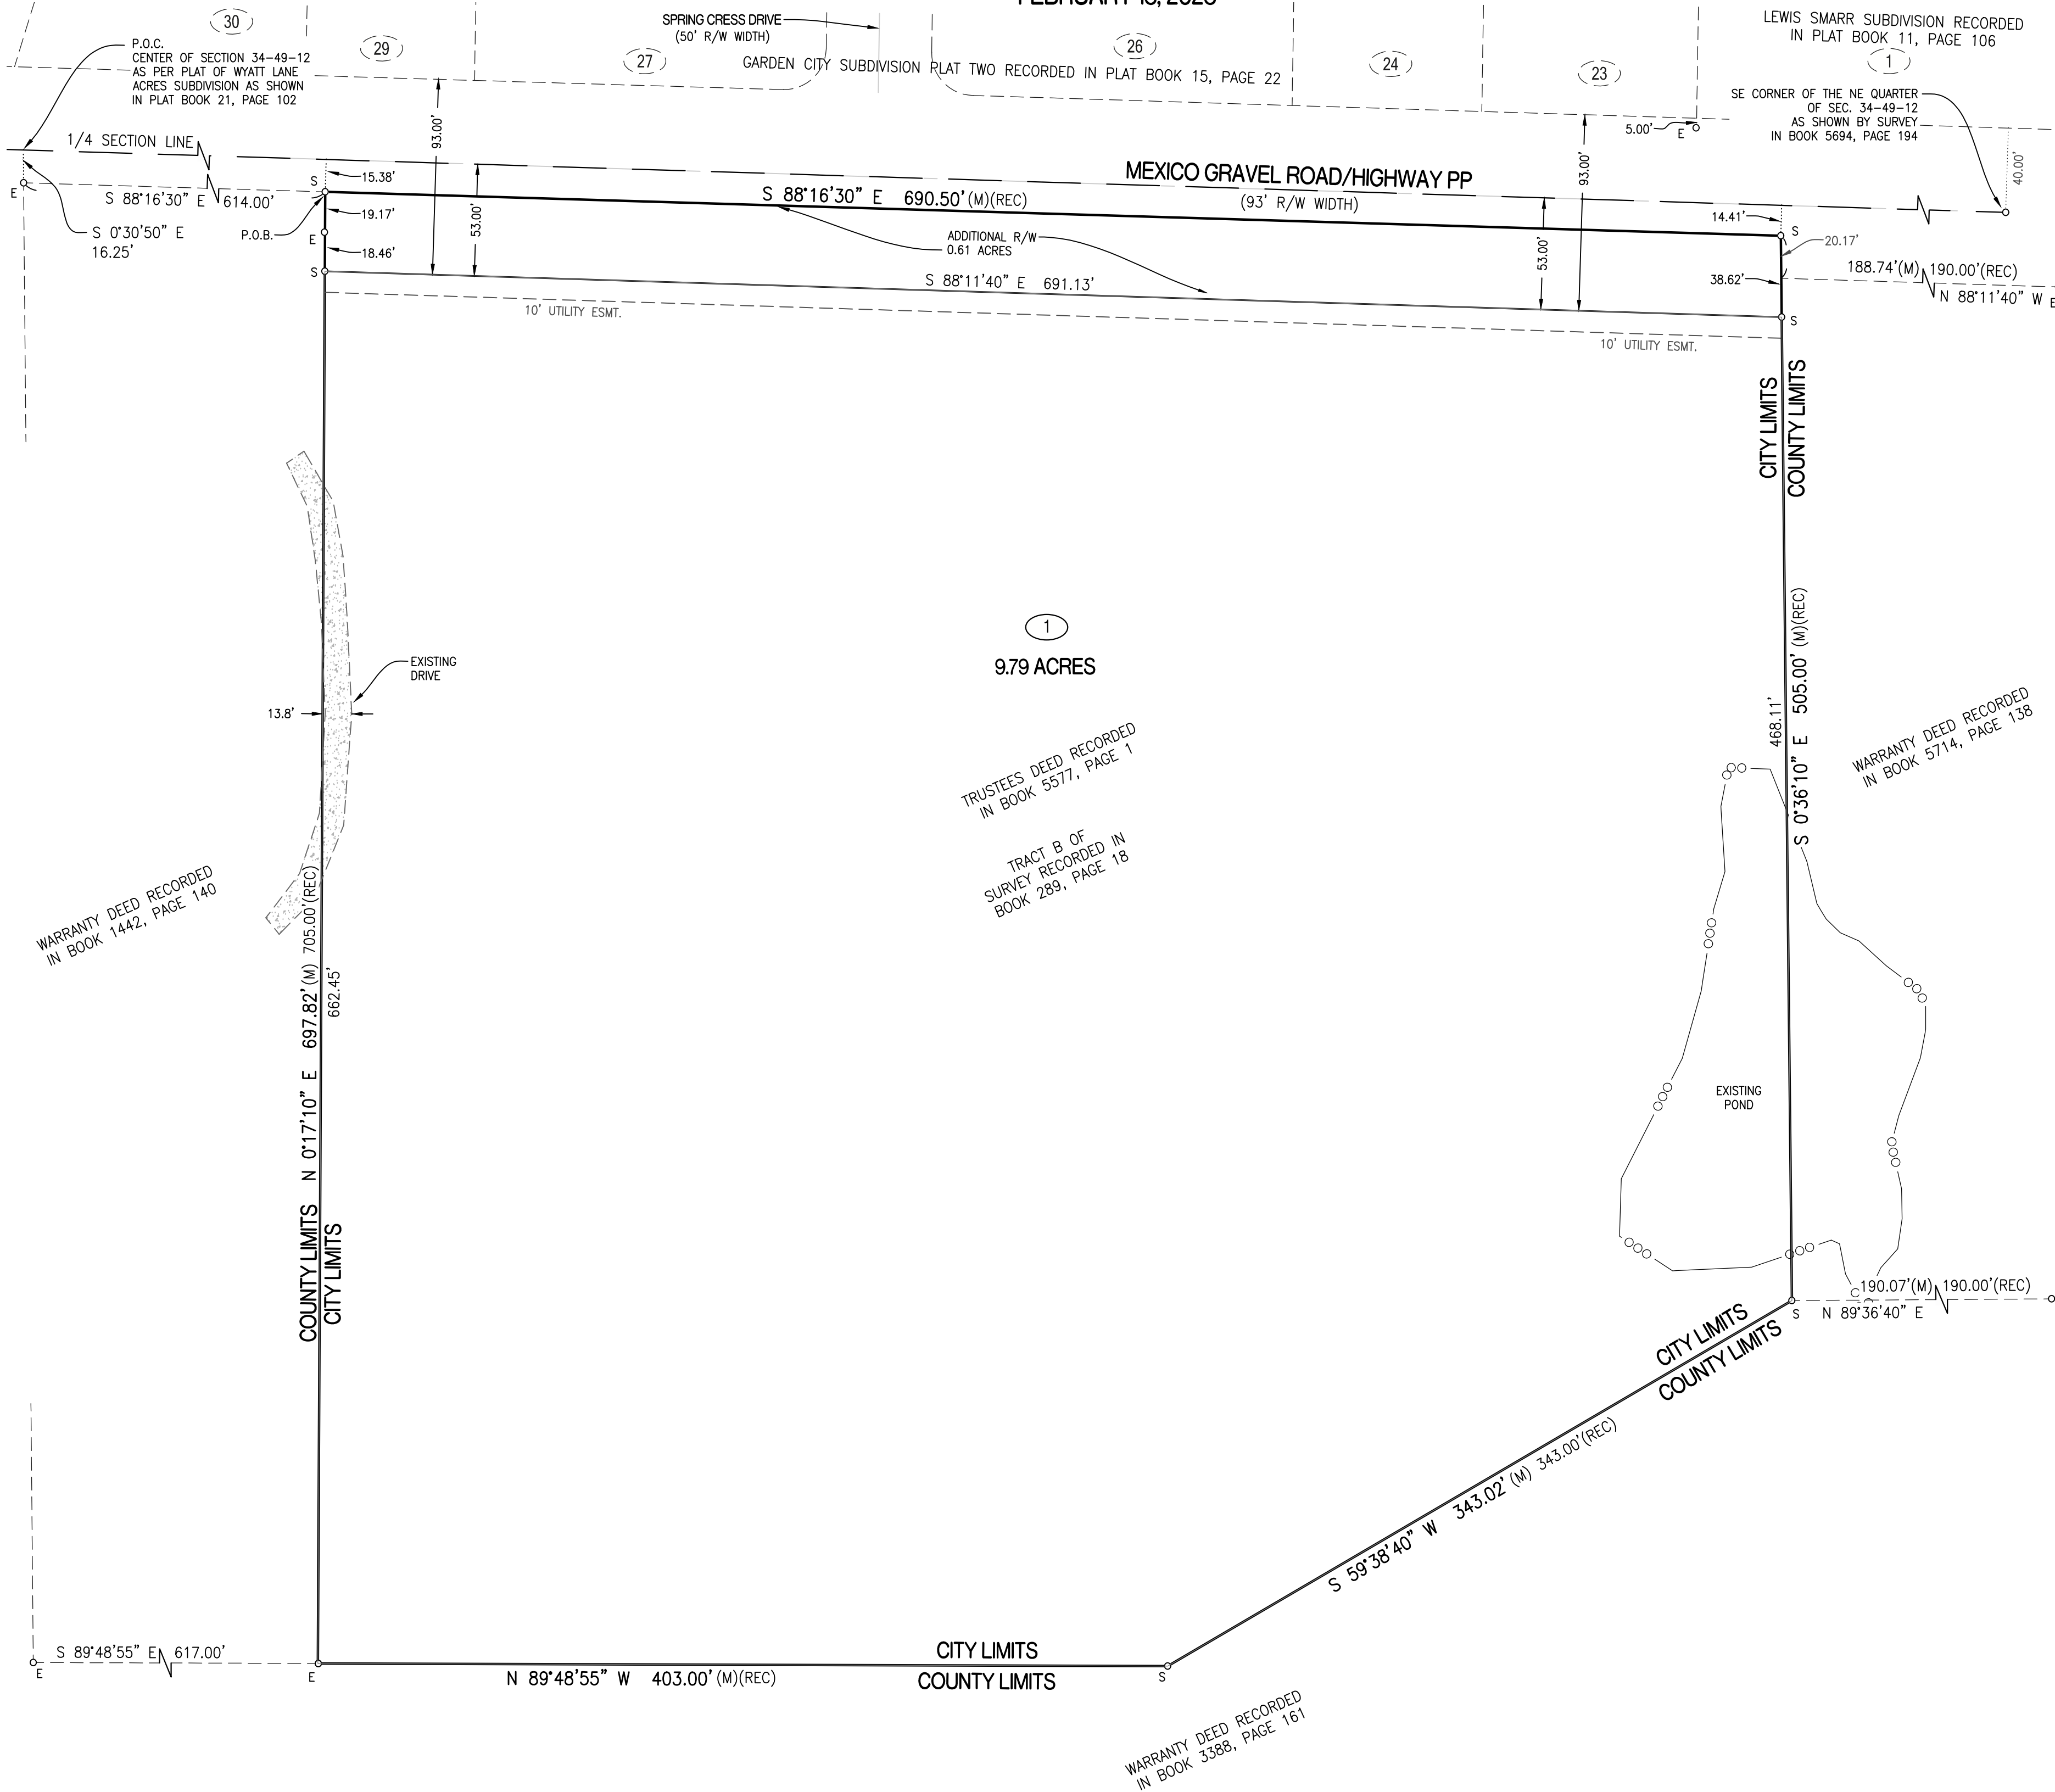 30
29
27
26
24
23
1
SPRING CRESS DRIVE
(50' R/W WIDTH)
LEWIS SMARR SUBDIVISION RECORDED
IN PLAT BOOK 11, PAGE 106
P.O.C.
CENTER OF SECTION 34-49-12
AS PER PLAT OF WYATT LANE
ACRES SUBDIVISION AS SHOWN
IN PLAT BOOK 21, PAGE 102
GARDEN CITY SUBDIVISION PLAT TWO RECORDED IN PLAT BOOK 15, PAGE 22
SE CORNER OF THE NE QUARTER
OF SEC. 34-49-12
AS SHOWN BY SURVEY
IN BOOK 5694, PAGE 194
5.00'
E
93.00'
93.00'
40.00'
1/4 SECTION LINE
MEXICO GRAVEL ROAD/HIGHWAY PP
(93' R/W WIDTH)
E
S 88°16'30" E 614.00'
S 0°30'50" E
16.25'
S
15.38'
19.17'
P.O.B.
E
18.46'
S
53.00'
S 88°16'30" E 690.50' (M)(REC)
ADDITIONAL R/W
0.61 ACRES
S 88°11'40" E 691.13'
53.00'
14.41'
S
20.17'
38.62'
188.74'(M) 190.00'(REC)
N 88°11'40" W
E
S
10' UTILITY ESMT.
10' UTILITY ESMT.
CITY LIMITS
COUNTY LIMITS
1
9.79 ACRES
EXISTING
DRIVE
13.8'
TRUSTEES DEED RECORDED
IN BOOK 5577, PAGE 1
TRACT B OF
SURVEY RECORDED IN
BOOK 289, PAGE 18
S 0°36'10" E 505.00' (M)(REC)
468.11'
WARRANTY DEED RECORDED
IN BOOK 5714, PAGE 138
WARRANTY DEED RECORDED
IN BOOK 1442, PAGE 140
COUNTY LIMITS N 0°17'10" E 697.82' (M) 705.00'(REC)
662.45'
CITY LIMITS
EXISTING
POND
190.07'(M) 190.00'(REC)
S
N 89°36'40" E
CITY LIMITS
COUNTY LIMITS
S 59°38'40" W 343.02' (M) 343.00'(REC)
S 89°48'55" E 617.00'
E
E
N 89°48'55" W 403.00' (M)(REC)
CITY LIMITS
COUNTY LIMITS
S
WARRANTY DEED RECORDED
IN BOOK 3388, PAGE 161